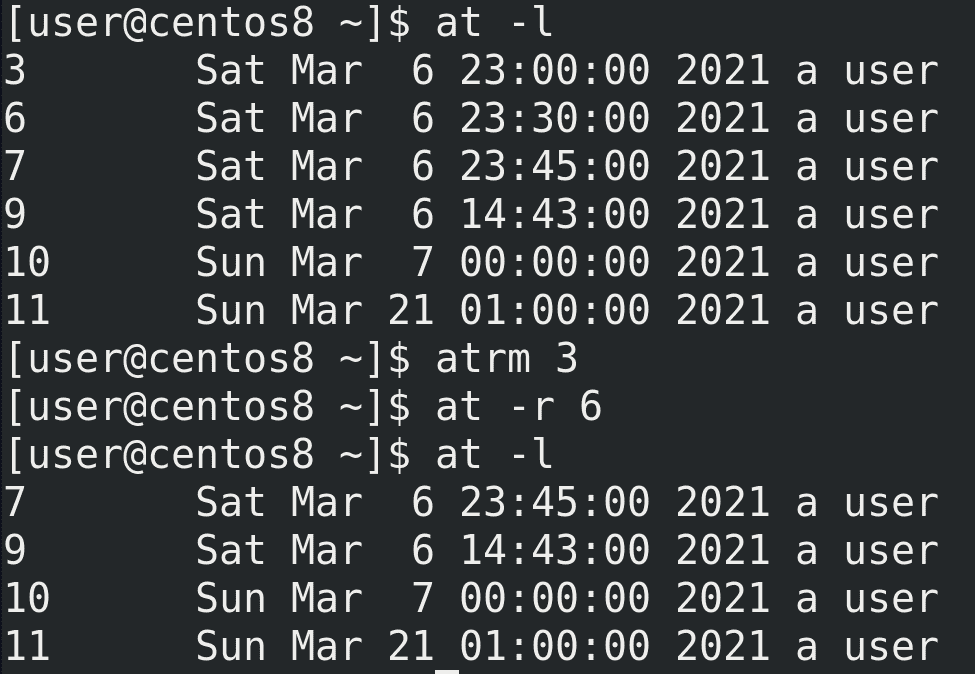 [user@centos8 ~]$ at -l
3       Sat Mar  6 23:00:00 2021 a user
6       Sat Mar  6 23:30:00 2021 a user
7       Sat Mar  6 23:45:00 2021 a user
9       Sat Mar  6 14:43:00 2021 a user
10      Sun Mar  7 00:00:00 2021 a user
11      Sun Mar 21 01:00:00 2021 a user
[user@centos8 ~]$ atrm 3
[user@centos8 ~]$ at -r 6
[user@centos8 ~]$ at -l
7       Sat Mar  6 23:45:00 2021 a user
9       Sat Mar  6 14:43:00 2021 a user
10      Sun Mar  7 00:00:00 2021 a user
11      Sun Mar 21 01:00:00 2021 a user